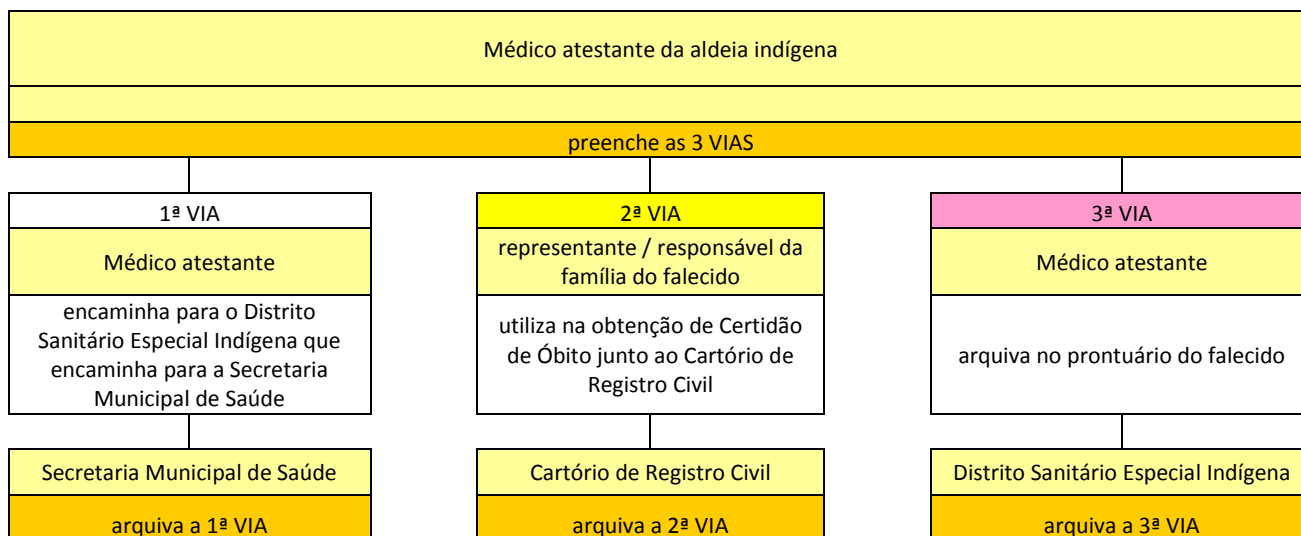 Médico atestante da aldeia indígena
preenche as 3 VIAS
1ª VIA
Médico atestante
encaminha para o Distrito
Sanitário Especial Indígena que
encaminha para a Secretaria
Municipal de Saúde
Secretaria Municipal de Saúde
arquiva a 1ª VIA
2ª VIA
representante / responsável da
família do falecido
utiliza na obtenção de Certidão
de Óbito junto ao Cartório de
Registro Civil
Cartório de Registro Civil
arquiva a 2ª VIA
3ª VIA
Médico atestante
arquiva no prontuário do falecido
Distrito Sanitário Especial Indígena
arquiva a 3ª VIA